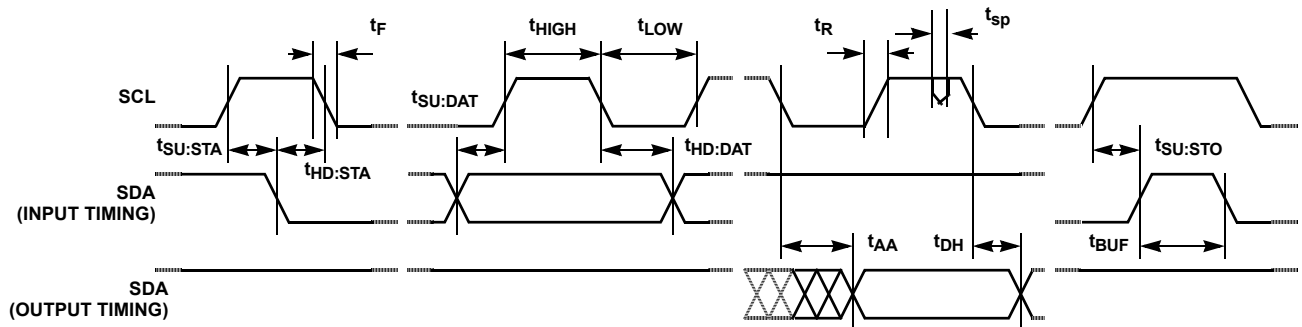 tF
tHIGH
tLOW
tR
tsp
SCL
tSU:DAT
tSU:STA
tHD:STA
tHD:DAT
tSU:STO
SDA
(INPUT TIMING)
tAA
tDH
tBUF
SDA
(OUTPUT TIMING)